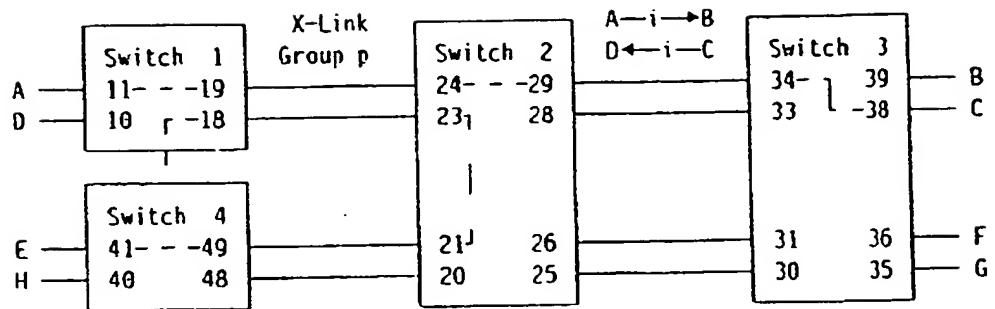 X-Link
Group p
A—i→B
D←i—C
Switch 1
Switch 2
Switch 3
A 11- - -19 24- - -29 34- 39 B
D 10 -18 23 28 33 -38 C
Switch 4
E 41- - -49 21 26 31 36 F
H 40 48 20 25 30 35 G